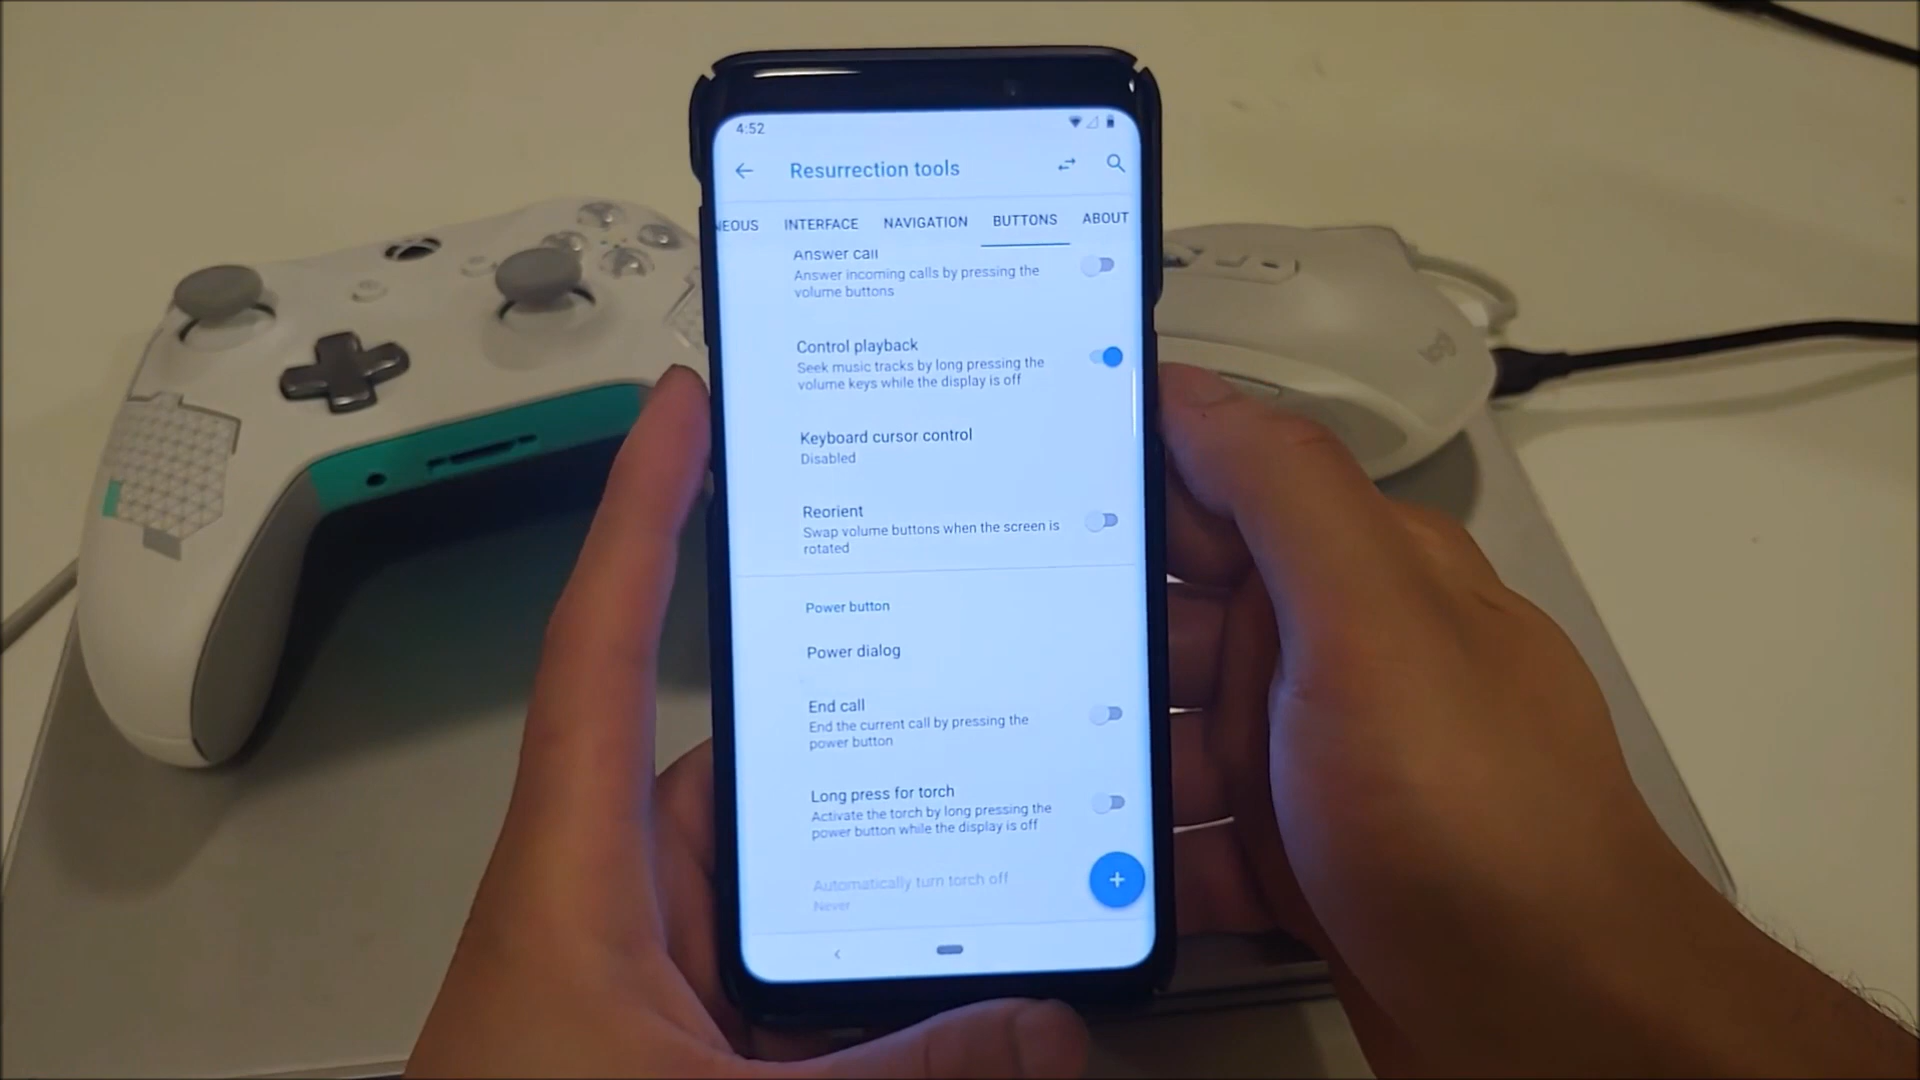 4:52
Resurrection tools
NEOUS INTERFACE NAVIGATION BUTTONS ABOUT
Answer call
Answer incoming calls by pressing the
volume buttons
Control playback
Seek music tracks by long pressing the
volume keys while the display is off
Keyboard cursor control
Disabled
Reorient
Swap volume buttons when the screen is
rotated
Power button
Power dialog
End call
End the current call by pressing the
power button
Long press for torch
Activate the torch by long pressing the
power button while the display is off
Automatically turn torch off
Never